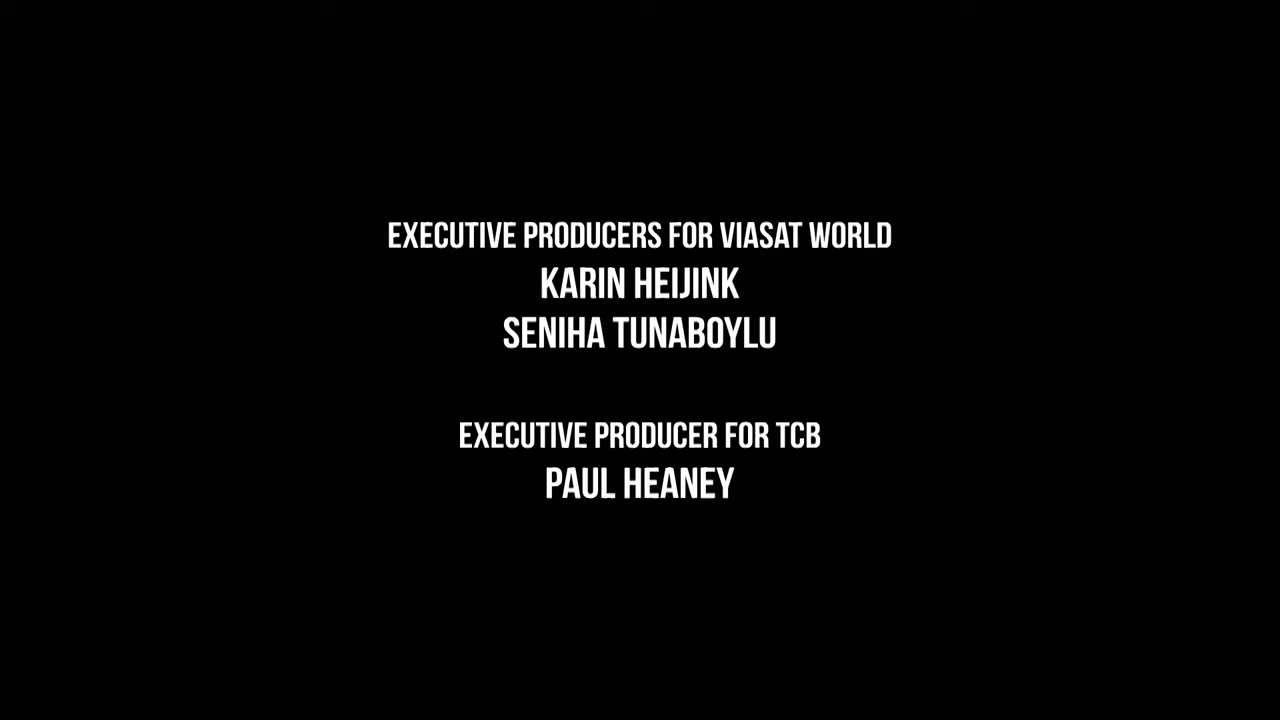 EXECUTIVE PRODUCERS FOR VIASAT WORLD
KARIN HEIJINK
SENIHA TUNABOYLU
EXECUTIVE PRODUCER FOR TCB
PAUL HEANEY